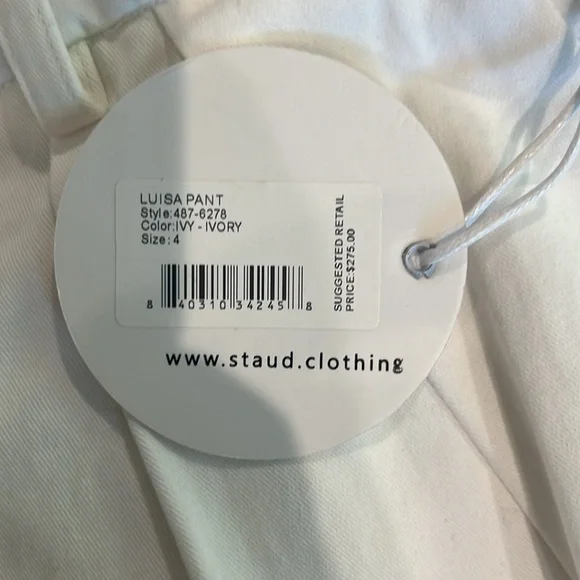 LUISA PANT
Style:487-6278
Color:IVY - IVORY
Size: 4
8 40310 34245 8
SUGGESTED RETAIL
PRICE:$275.00
www.staud.clothing